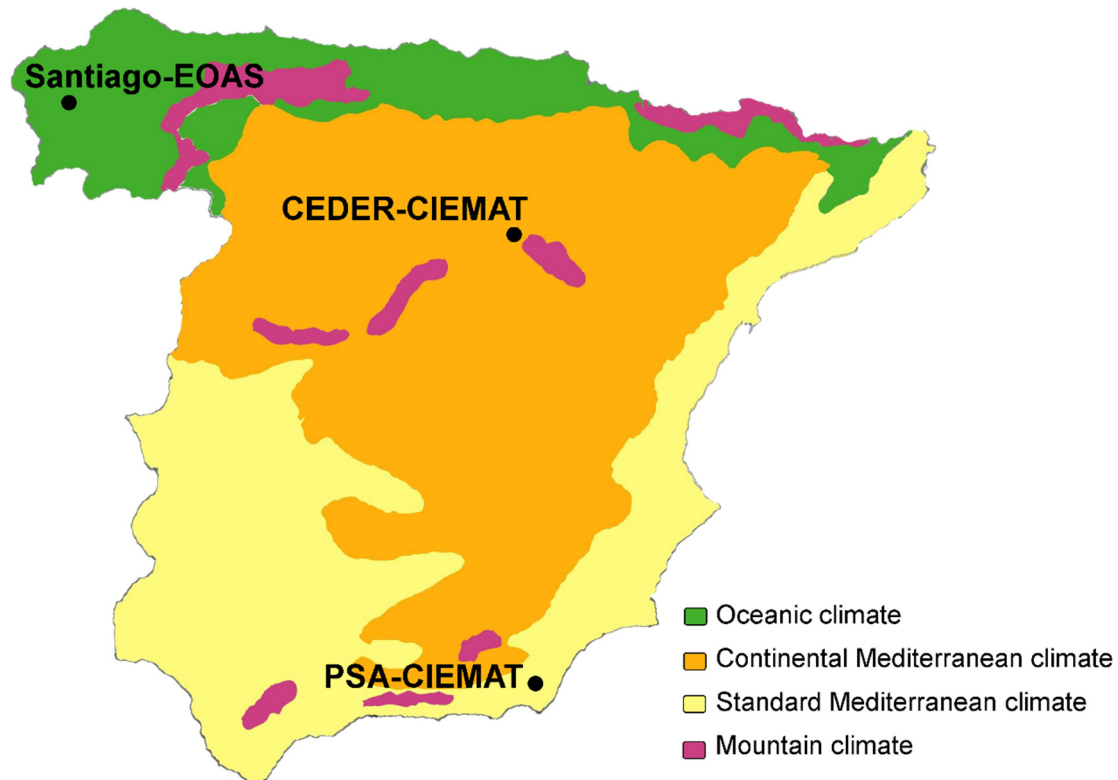 Santiago-EOAS
CEDER-CIEMAT
PSA-CIEMAT
Oceanic climate
Continental Mediterranean climate
Standard Mediterranean climate
Mountain climate